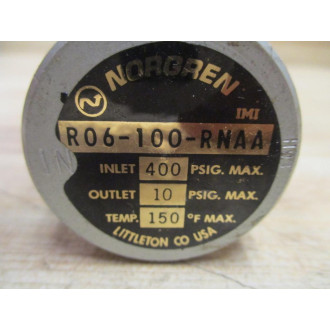 NORGREN
IMI
R06-100-RNAA
IN
INLET 400 PSIG. MAX.
OUTLET 10 PSIG. MAX.
TEMP. 150 °F MAX.
LITTLETON CO USA